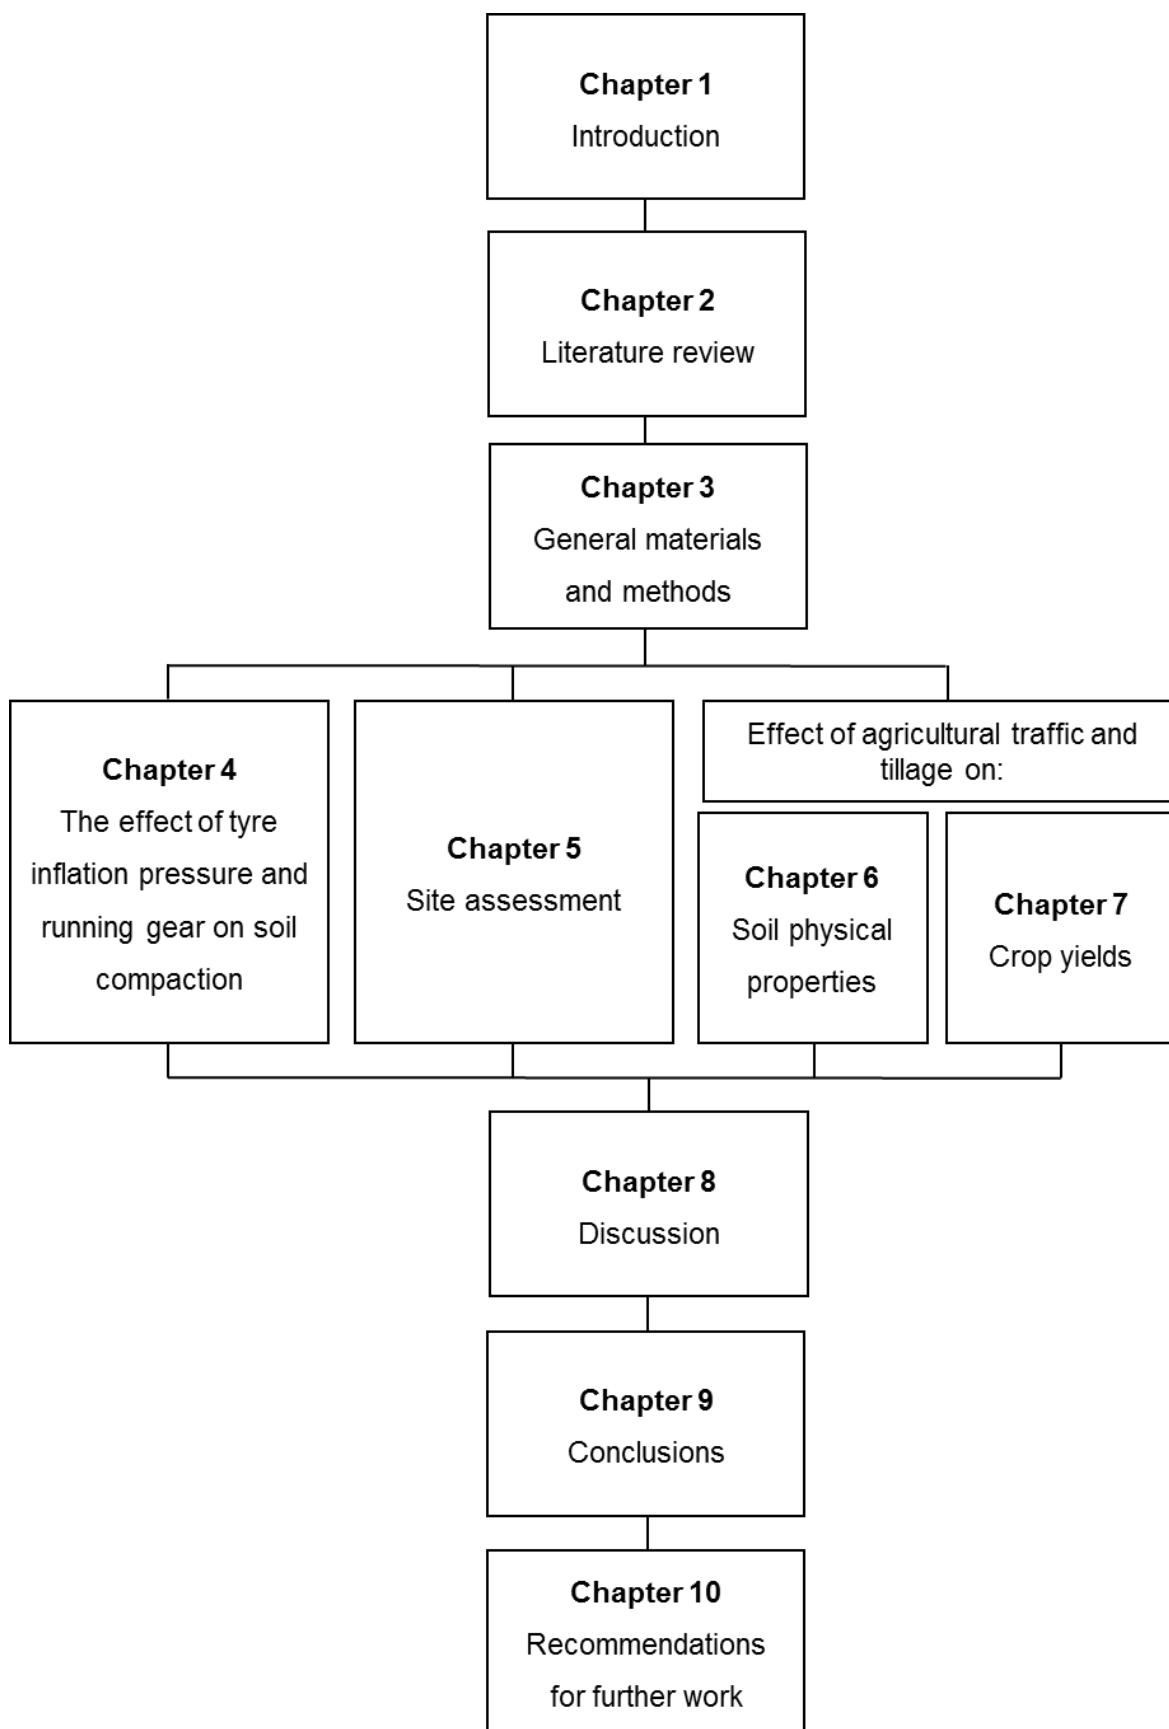 Chapter 1
Introduction
Chapter 2
Literature review
Chapter 3
General materials
and methods
Chapter 4
The effect of tyre
inflation pressure and
running gear on soil
compaction
Chapter 5
Site assessment
Effect of agricultural traffic and
tillage on:
Chapter 6
Soil physical
properties
Chapter 7
Crop yields
Chapter 8
Discussion
Chapter 9
Conclusions
Chapter 10
Recommendations
for further work